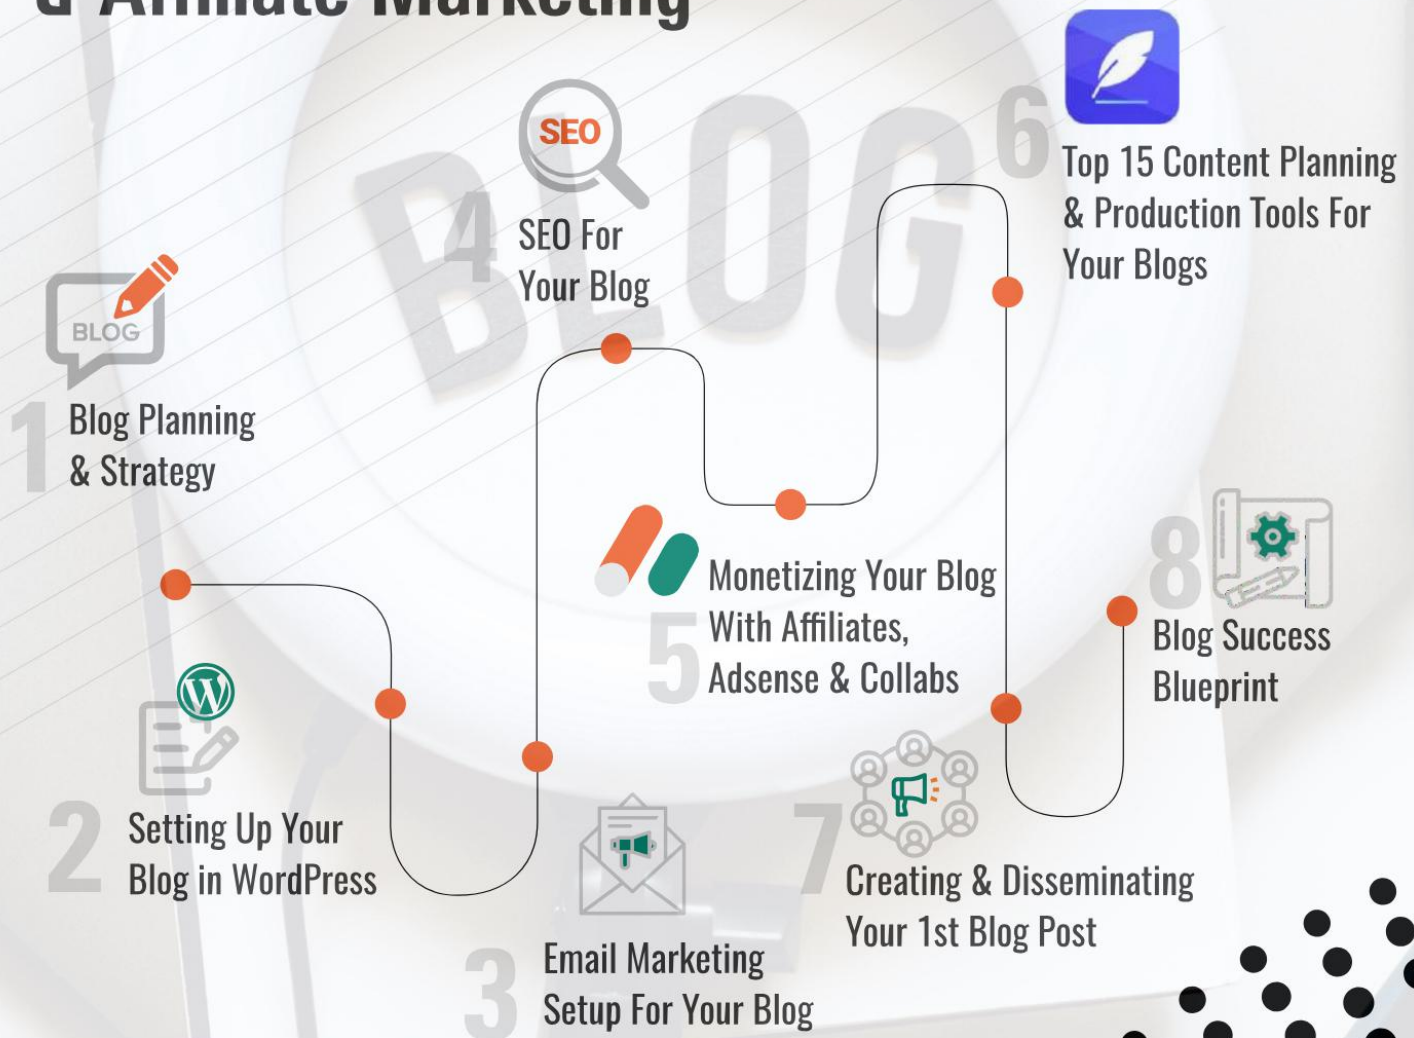 & Affiliate Marketing
BLOG
1
Blog Planning
& Strategy
2
Setting Up Your
Blog in WordPress
3
Email Marketing
Setup For Your Blog
SEO
4
SEO For
Your Blog
5
Monetizing Your Blog
With Affiliates,
Adsense & Collabs
6
Top 15 Content Planning
& Production Tools For
Your Blogs
7
Creating & Disseminating
Your 1st Blog Post
8
Blog Success
Blueprint
BLOG